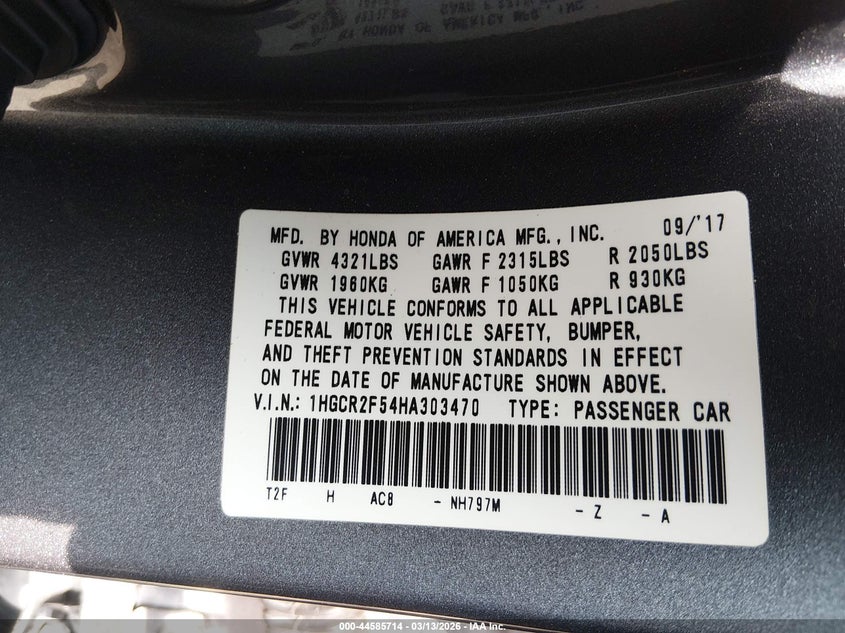 MFD. BY HONDA OF AMERICA MFG., INC. 09/'17
GVWR 4321LBS GAWR F 2315LBS R 2050LBS
GVWR 1960KG GAWR F 1050KG R 930KG
THIS VEHICLE CONFORMS TO ALL APPLICABLE
FEDERAL MOTOR VEHICLE SAFETY, BUMPER,
AND THEFT PREVENTION STANDARDS IN EFFECT
ON THE DATE OF MANUFACTURE SHOWN ABOVE.
V.I.N.: 1HGCR2F54HA303470 TYPE: PASSENGER CAR
T2F H AC8 - NH797M - Z - A
000-44585714 - 03/13/2026 - IAA Inc.